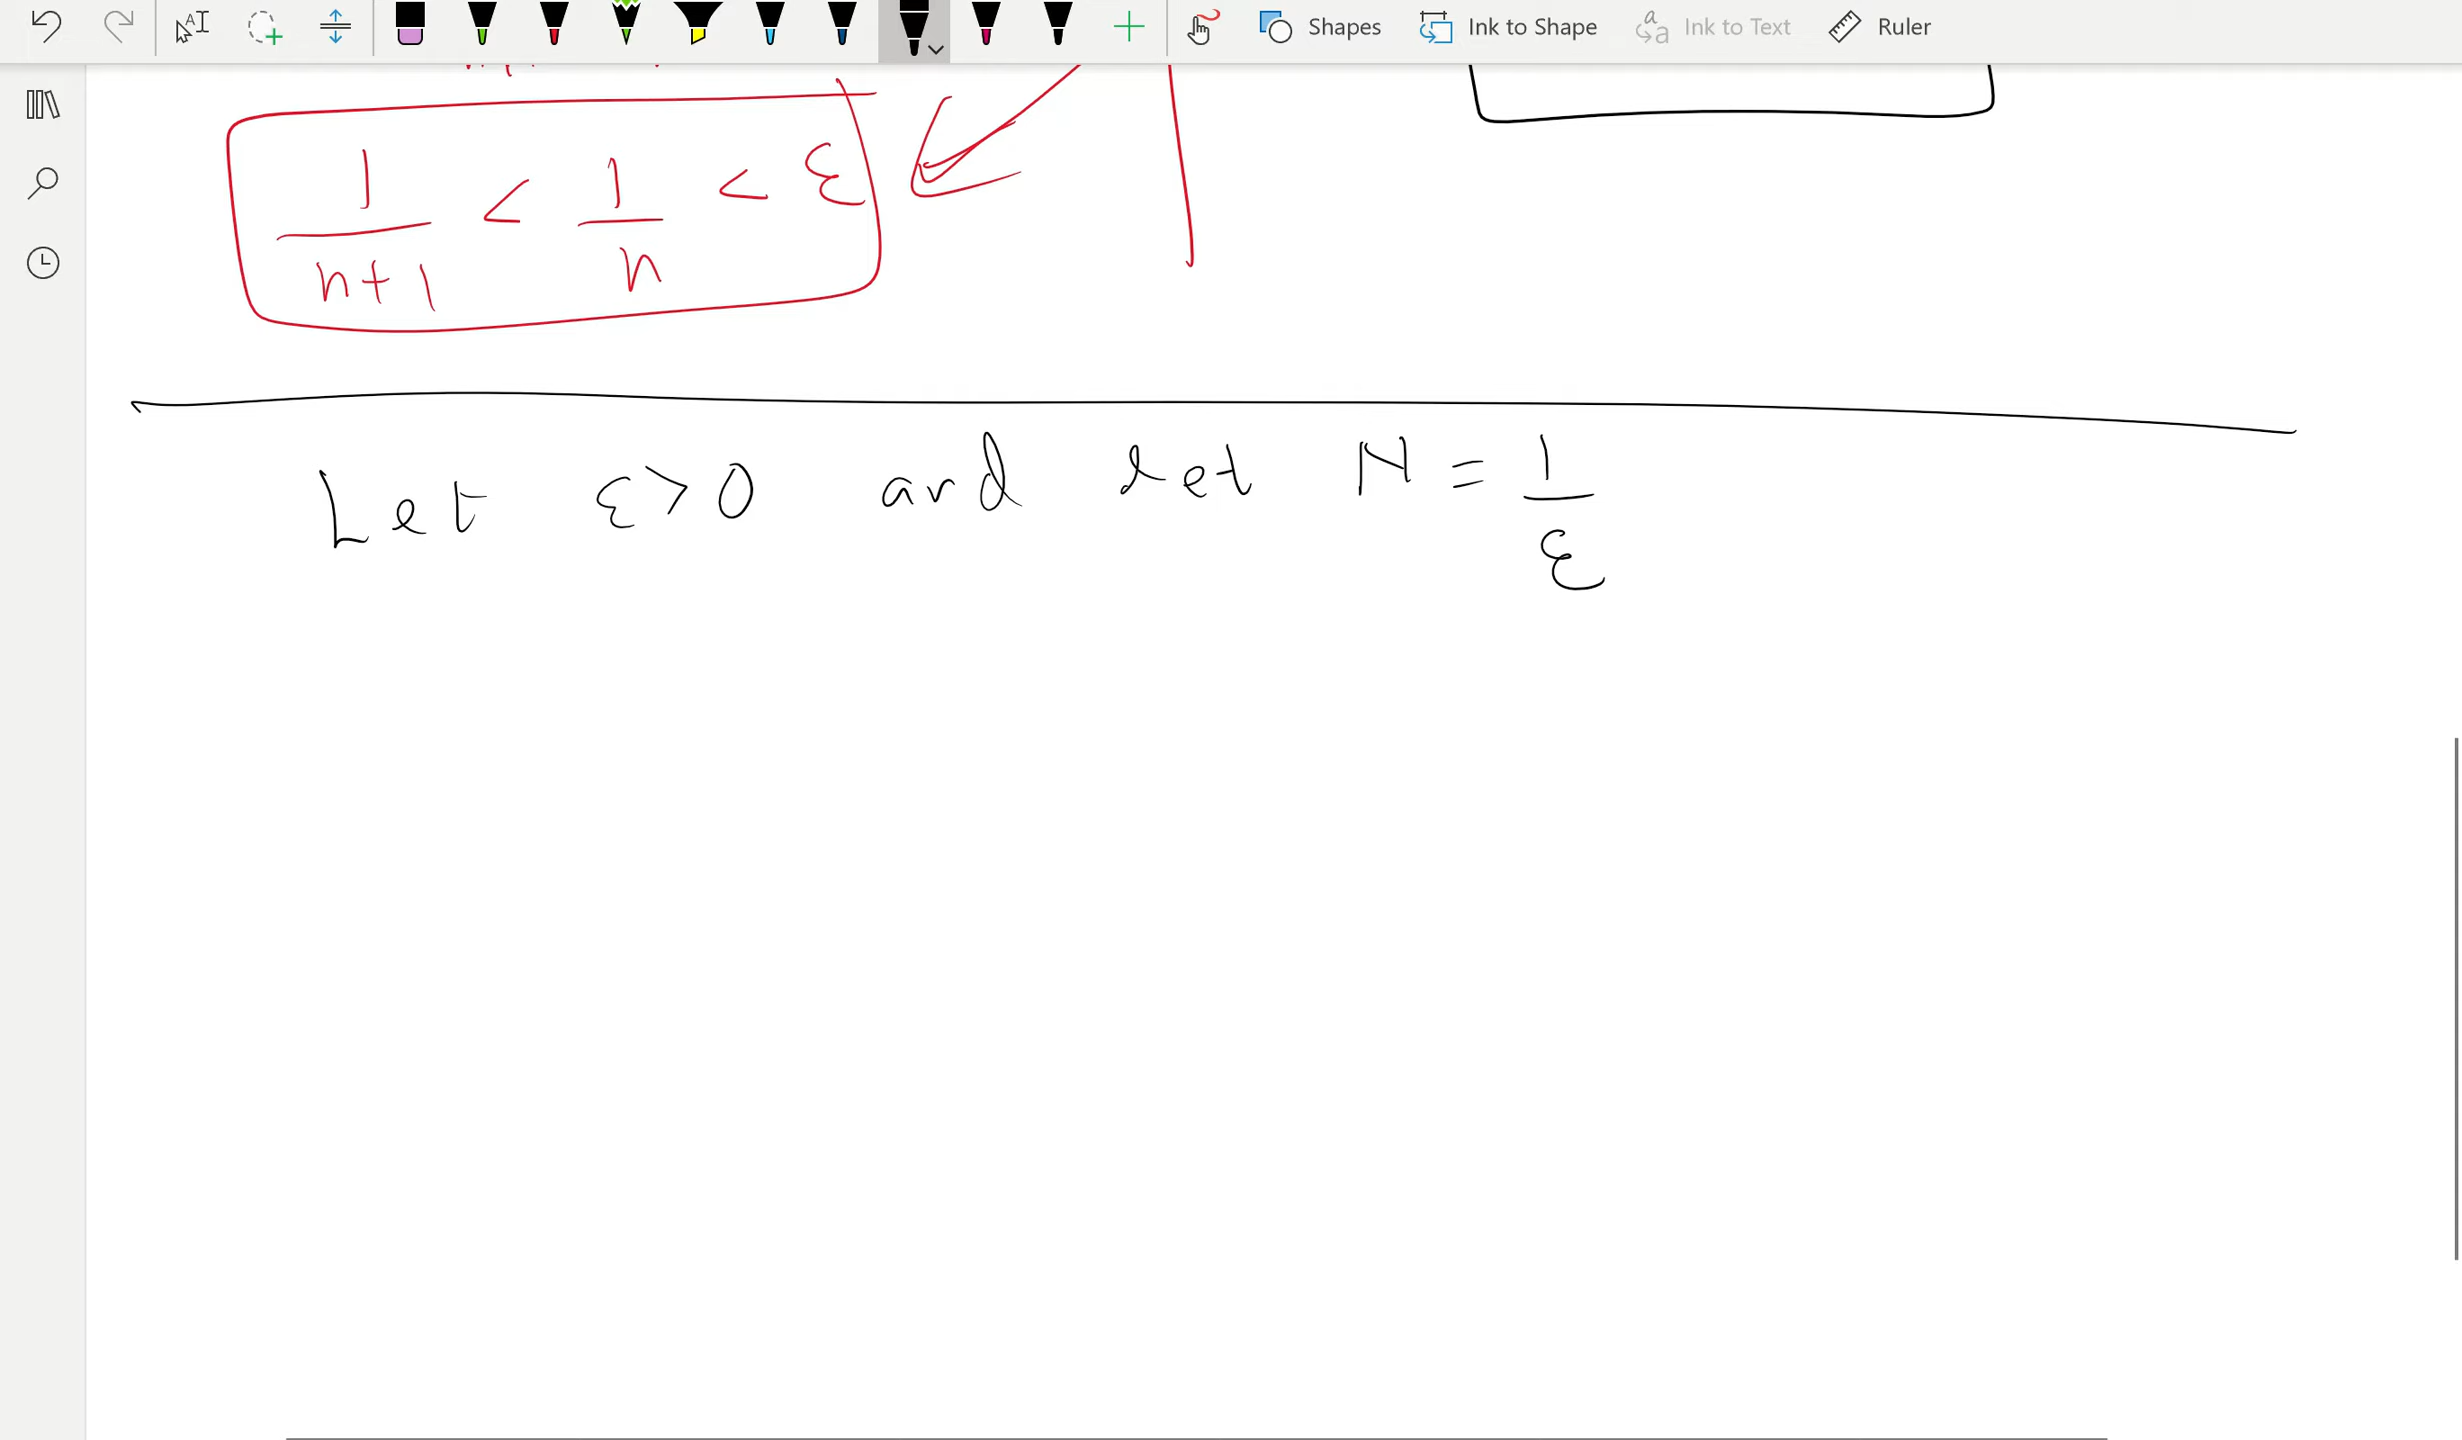 Shapes Ink to Shape Ink to Text Ruler
1/(n+1) < 1/n < ε
Let ε>0 and let N = 1/ε